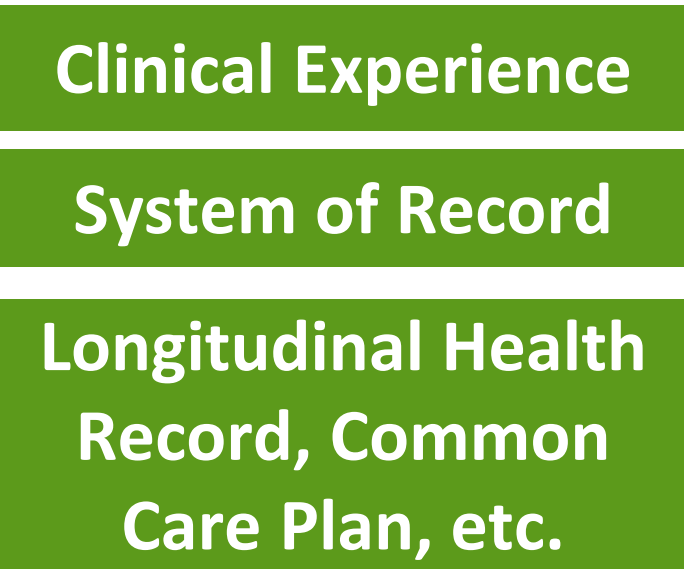 Clinical Experience
System of Record
Longitudinal Health
Record, Common
Care Plan, etc.